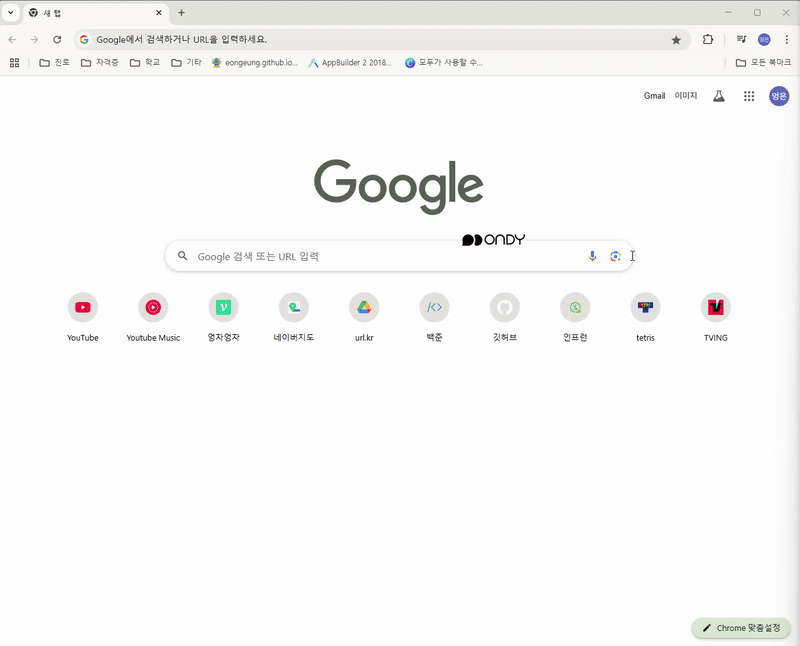 새 탭
Google에서 검색하거나 URL을 입력하세요.
영은
진로
자격증
학교
기타
eongeung.github.io...
AppBuilder 2 2018...
모두가 사용할 수...
모든 북마크
Gmail
이미지
영은
Google
ONDY
Google 검색 또는 URL 입력
YouTube
Youtube Music
영자영자
네이버지도
url.kr
백준
깃허브
인프런
tetris
TVING
Chrome 맞춤설정